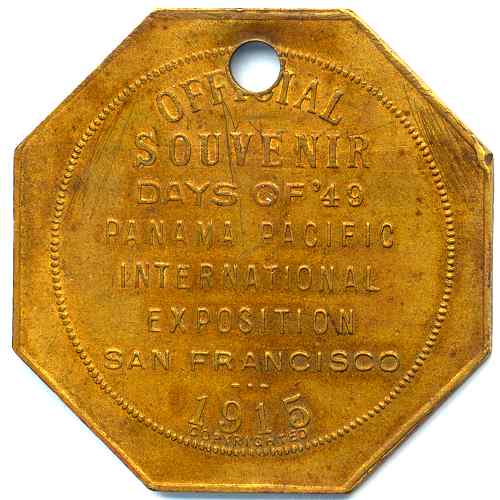 OFFICIAL
SOUVENIR
DAYS OF '49
PANAMA PACIFIC
INTERNATIONAL
EXPOSITION
SAN FRANCISCO
1915
COPYRIGHTED